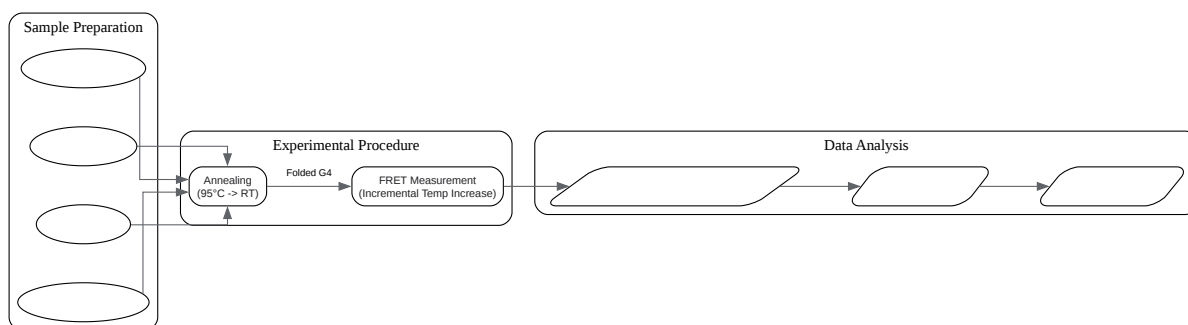 Sample Preparation
Experimental Procedure
Annealing
(95°C -> RT)
Folded G4
FRET Measurement
(Incremental Temp Increase)
Data Analysis